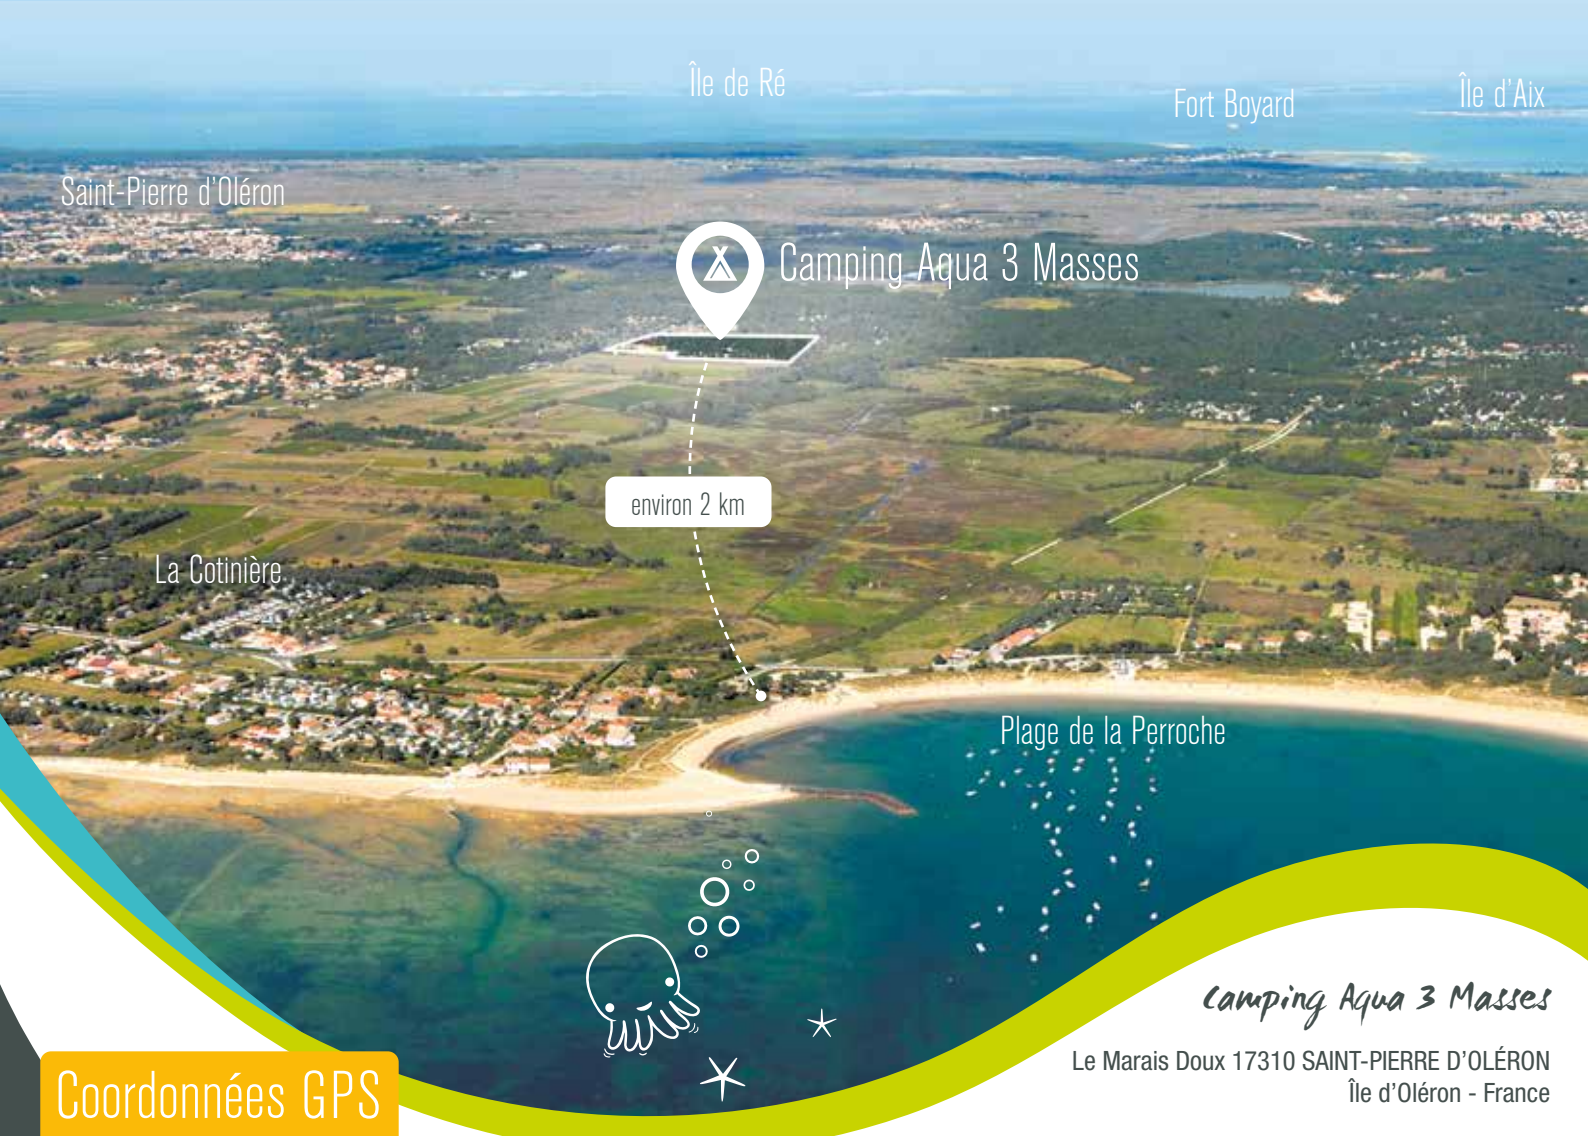 Île de Ré
Fort Boyard
Île d'Aix
Saint-Pierre d'Oléron
Camping Aqua 3 Masses
environ 2 km
La Cotinière
Plage de la Perroche
Camping Aqua 3 Masses
Le Marais Doux 17310 SAINT-PIERRE D'OLÉRON
Île d'Oléron - France
Coordonnées GPS